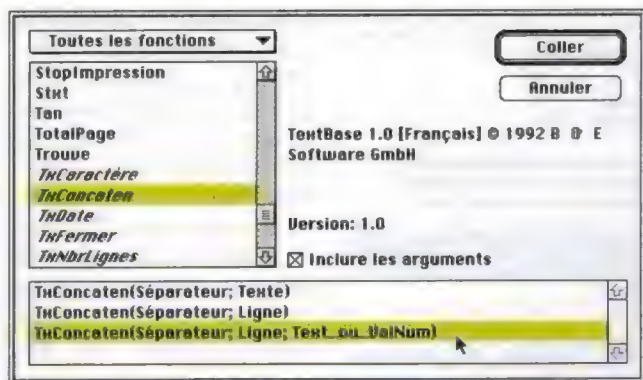 Toutes les fonctions
Coller
Annuler
StopImpression
Stxt
Tan
TotalPage
Trouve
TxCaractère
TxConcaten
TxDate
TxFermer
TxNbrLignes
TextBase 1.0 [Français] © 1992 B & E
Software GmbH
Version: 1.0
Inclure les arguments
TxConcaten(Séparateur; Texte)
TxConcaten(Séparateur; Ligne)
TxConcaten(Séparateur; Ligne; Text_ou_ValNum)